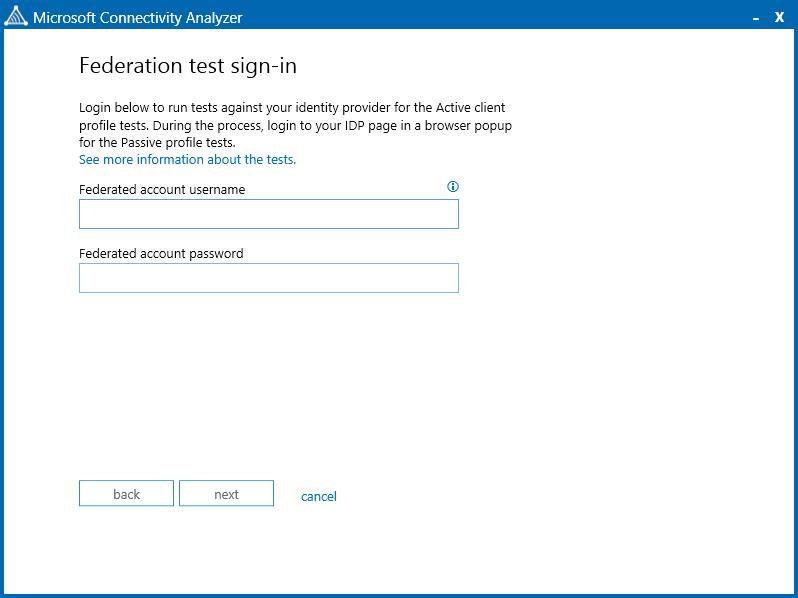 Microsoft Connectivity Analyzer
- X
Federation test sign-in
Login below to run tests against your identity provider for the Active client
profile tests. During the process, login to your IDP page in a browser popup
for the Passive profile tests.
See more information about the tests.
Federated account username
Federated account password
back next cancel